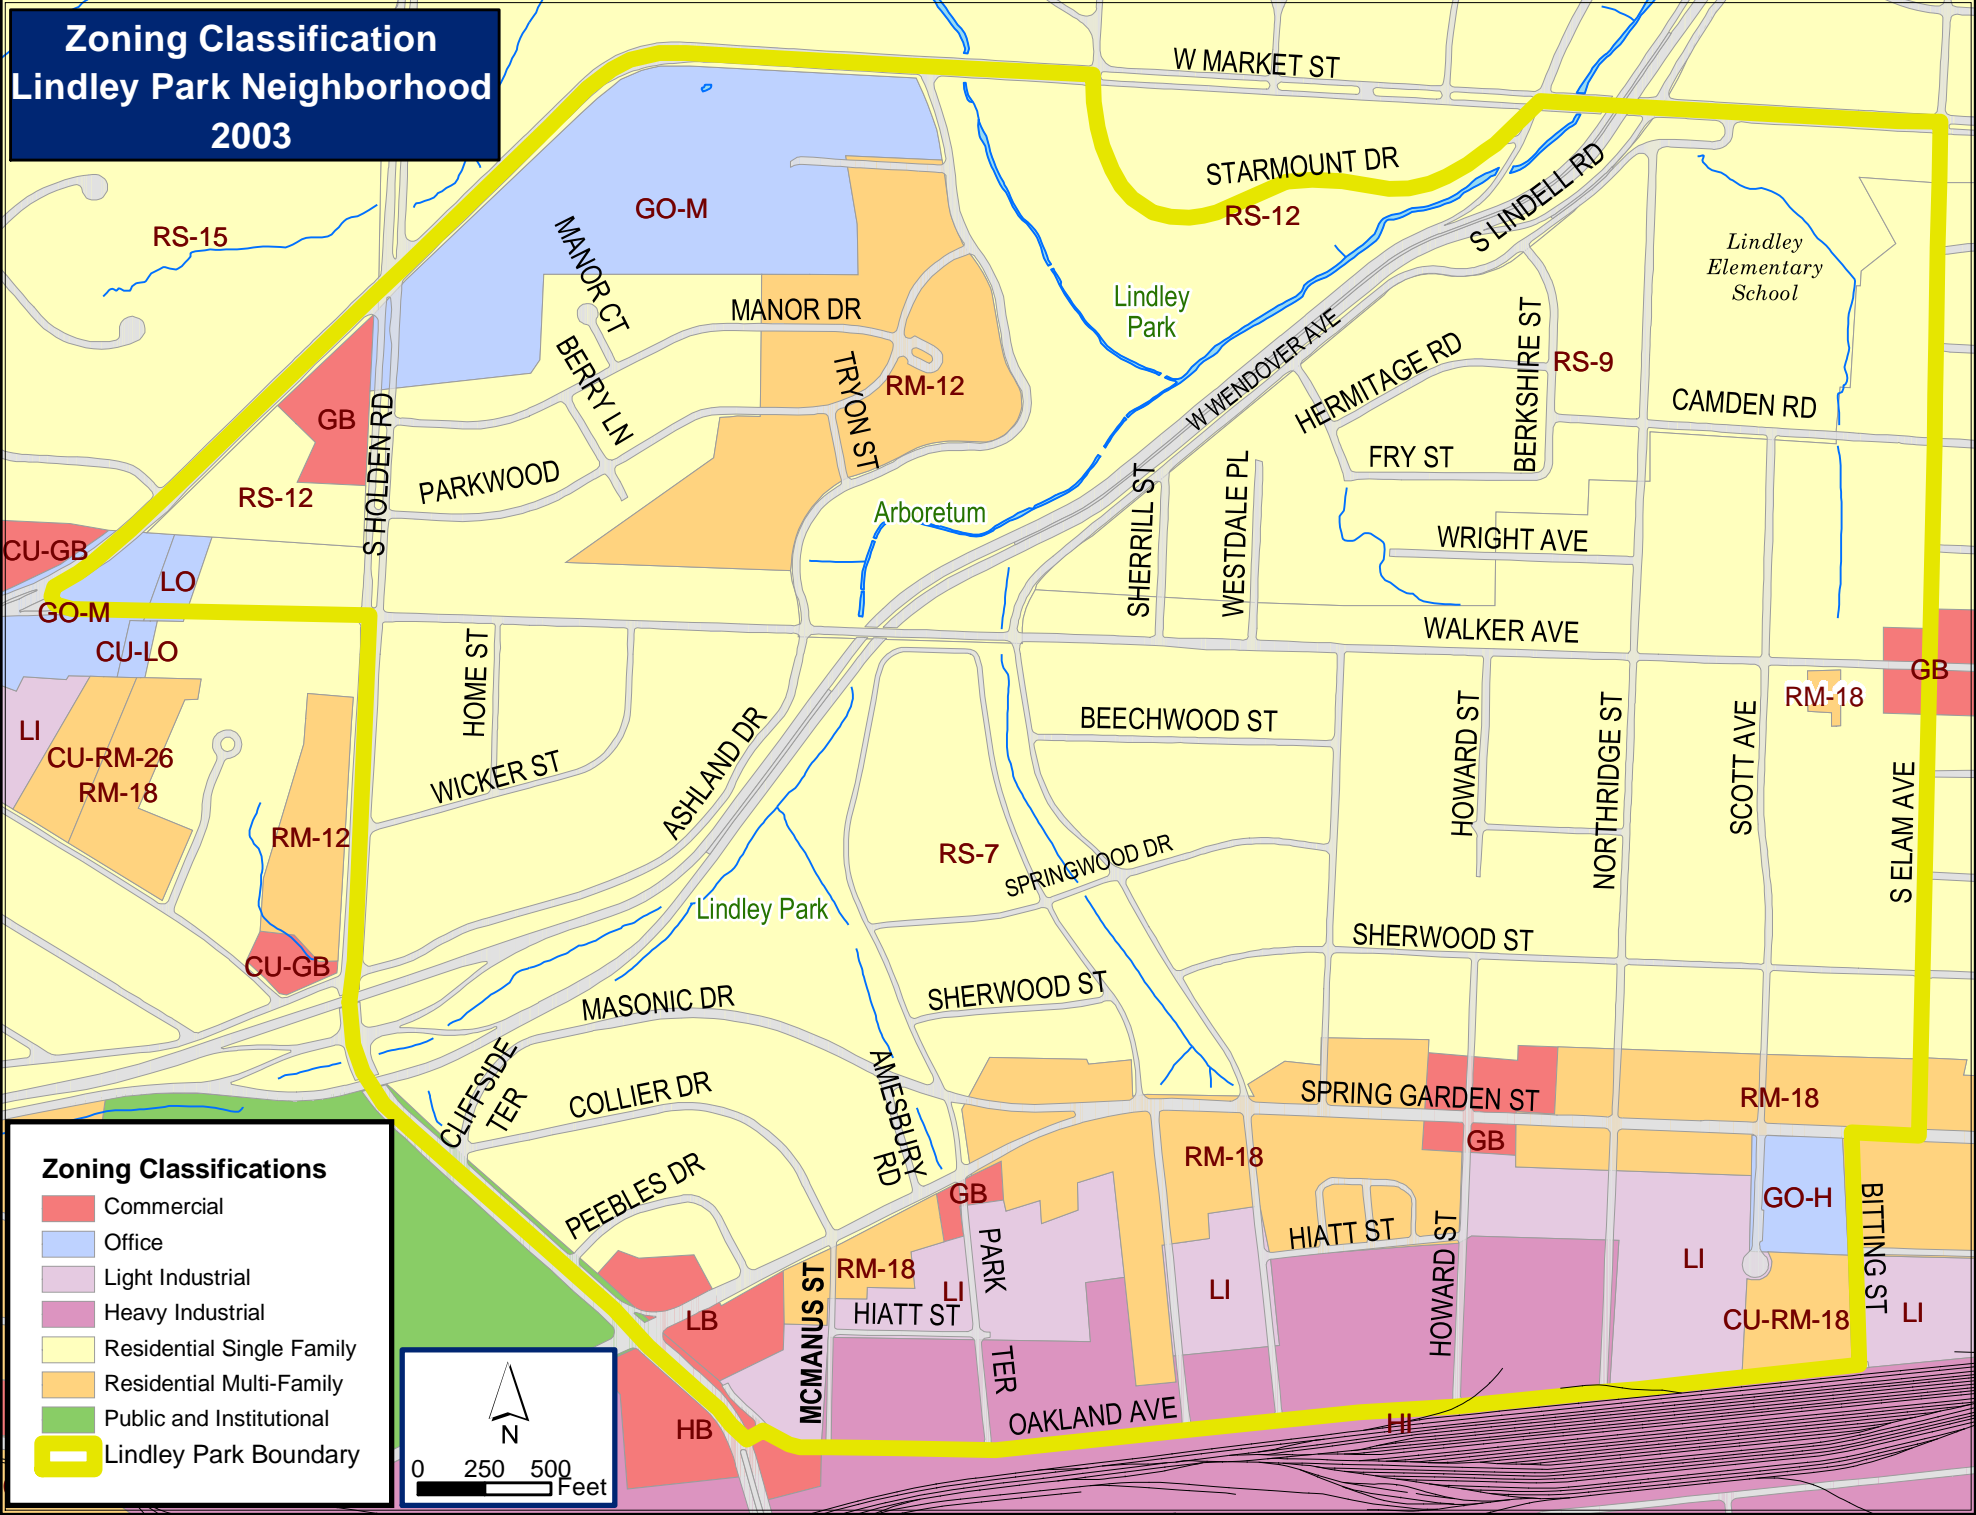 Zoning Classification
Lindley Park Neighborhood
2003
W MARKET ST
STARMOUNT DR
RS-12
S LINDELL RD
RS-15
GO-M
MANOR CT
MANOR DR
BERRY LN
TRYON ST
RM-12
Lindley
Park
Lindley
Elementary
School
W WENDOVER AVE
HERMITAGE RD
BERKSHIRE ST
RS-9
CAMDEN RD
FRY ST
GB
S HOLDEN RD
RS-12
PARKWOOD
Arboretum
SHERRILL ST
WESTDALE PL
WRIGHT AVE
CU-GB
LO
GO-M
CU-LO
WALKER AVE
GB
RM-18
LI
CU-RM-26
RM-18
RM-12
CU-GB
HOME ST
WICKER ST
ASHLAND DR
BEECHWOOD ST
HOWARD ST
NORTHRIDGE ST
SCOTT AVE
S ELAM AVE
RS-7
SPRINGWOOD DR
Lindley Park
SHERWOOD ST
SHERWOOD ST
MASONIC DR
CLIFFSIDE
TER
COLLIER DR
AMESBURY
RD
PEEBLES DR
SPRING GARDEN ST
RM-18
GB
RM-18
GB
GO-H
BITTING ST
HIATT ST
HOWARD ST
PARK
TER
RM-18
LI
HIATT ST
LI
LI
CU-RM-18
LI
LB
MCMANUS ST
HB
OAKLAND AVE
HI
Zoning Classifications
Commercial
Office
Light Industrial
Heavy Industrial
Residential Single Family
Residential Multi-Family
Public and Institutional
Lindley Park Boundary
N
0 250 500
Feet